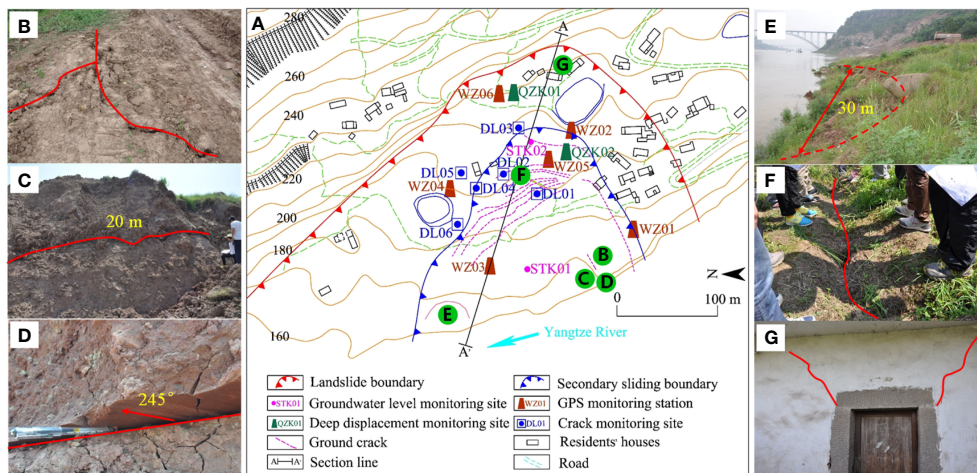 B
C
20 m
D
245°
A
280
260
240
220
200
180
160
A
G
WZ06
QZK01
DL03
WZ02
STK02
QZK02
DL02
WZ05
DL05
F
WZ04
DL04
DL01
DL06
WZ01
WZ03
STK01
B
C
D
E
N
0
100 m
Yangtze River
A'
Landslide boundary
Secondary sliding boundary
STK01
Groundwater level monitoring site
WZ01
GPS monitoring station
QZK01
Deep displacement monitoring site
DL01
Crack monitoring site
Ground crack
Residents' houses
A
A'
Section line
Road
E
30 m
F
G